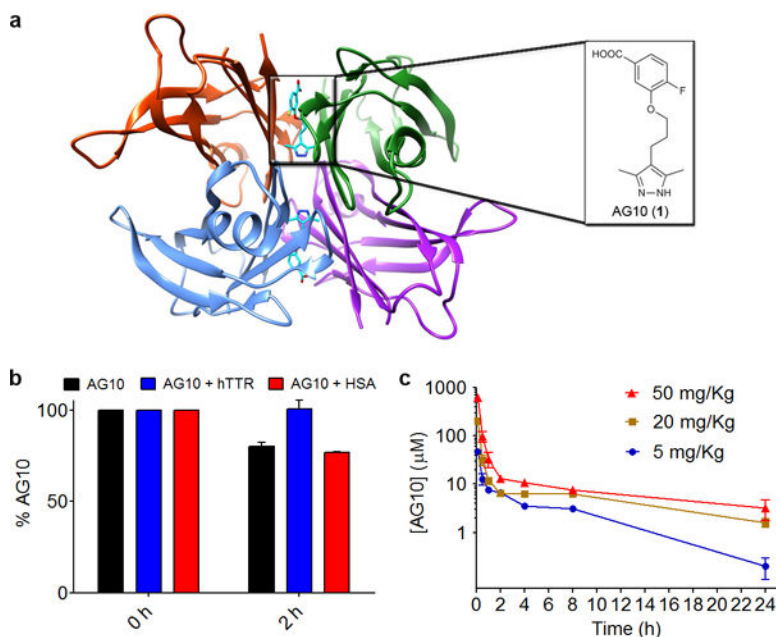 a
HOOC
F
O
N-NH
AG10 (1)
b
AG10 AG10 + hTTR AG10 + HSA
% AG10
100
50
0
0 h 2 h
c
[AG10] (µM)
1000
100
10
1
50 mg/Kg
20 mg/Kg
5 mg/Kg
0 2 4 6 8 10 12 14 16 18 20 22 24
Time (h)